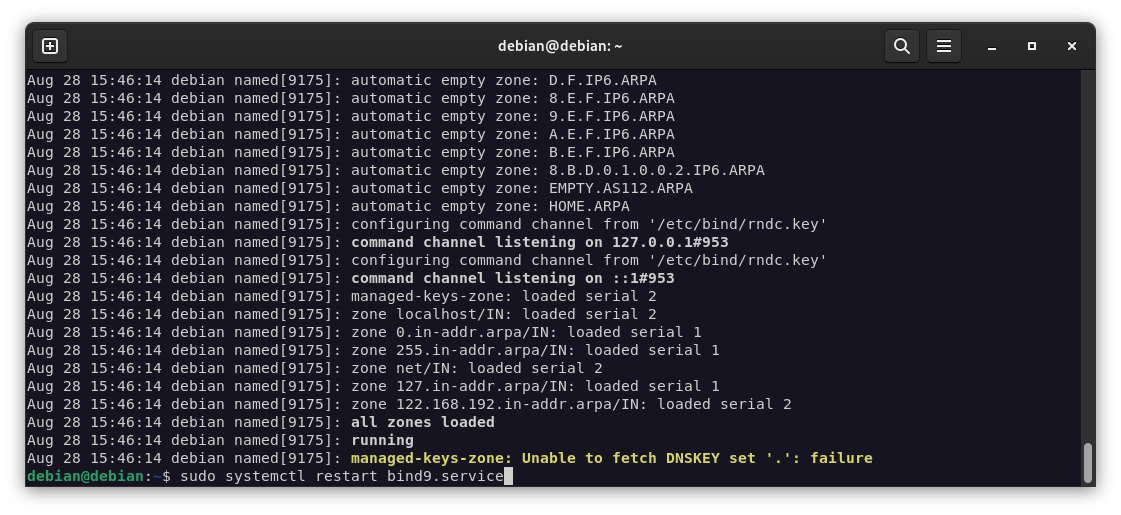 debian@debian: ~
Aug 28 15:46:14 debian named[9175]: automatic empty zone: D.F.IP6.ARPA
Aug 28 15:46:14 debian named[9175]: automatic empty zone: 8.E.F.IP6.ARPA
Aug 28 15:46:14 debian named[9175]: automatic empty zone: 9.E.F.IP6.ARPA
Aug 28 15:46:14 debian named[9175]: automatic empty zone: A.E.F.IP6.ARPA
Aug 28 15:46:14 debian named[9175]: automatic empty zone: B.E.F.IP6.ARPA
Aug 28 15:46:14 debian named[9175]: automatic empty zone: 8.B.D.0.1.0.0.2.IP6.ARPA
Aug 28 15:46:14 debian named[9175]: automatic empty zone: EMPTY.AS112.ARPA
Aug 28 15:46:14 debian named[9175]: automatic empty zone: HOME.ARPA
Aug 28 15:46:14 debian named[9175]: configuring command channel from '/etc/bind/rndc.key'
Aug 28 15:46:14 debian named[9175]: command channel listening on 127.0.0.1#953
Aug 28 15:46:14 debian named[9175]: configuring command channel from '/etc/bind/rndc.key'
Aug 28 15:46:14 debian named[9175]: command channel listening on ::1#953
Aug 28 15:46:14 debian named[9175]: managed-keys-zone: loaded serial 2
Aug 28 15:46:14 debian named[9175]: zone localhost/IN: loaded serial 2
Aug 28 15:46:14 debian named[9175]: zone 0.in-addr.arpa/IN: loaded serial 1
Aug 28 15:46:14 debian named[9175]: zone 255.in-addr.arpa/IN: loaded serial 1
Aug 28 15:46:14 debian named[9175]: zone net/IN: loaded serial 2
Aug 28 15:46:14 debian named[9175]: zone 127.in-addr.arpa/IN: loaded serial 1
Aug 28 15:46:14 debian named[9175]: zone 122.168.192.in-addr.arpa/IN: loaded serial 2
Aug 28 15:46:14 debian named[9175]: all zones loaded
Aug 28 15:46:14 debian named[9175]: running
Aug 28 15:46:14 debian named[9175]: managed-keys-zone: Unable to fetch DNSKEY set '.': failure
debian@debian:~$ sudo systemctl restart bind9.service